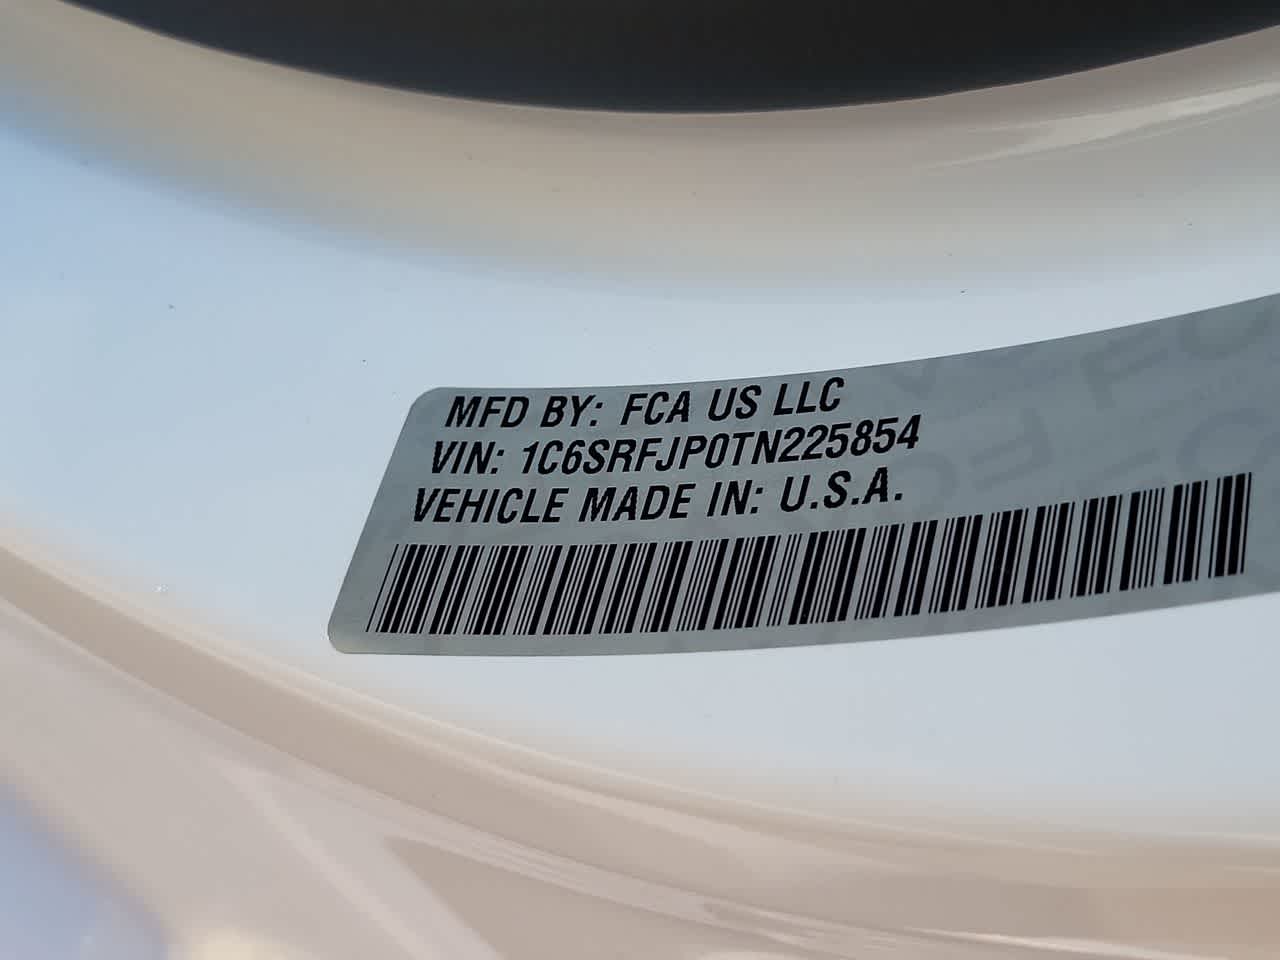 MFD BY: FCA US LLC
VIN: 1C6SRFJP0TN225854
VEHICLE MADE IN: U.S.A.